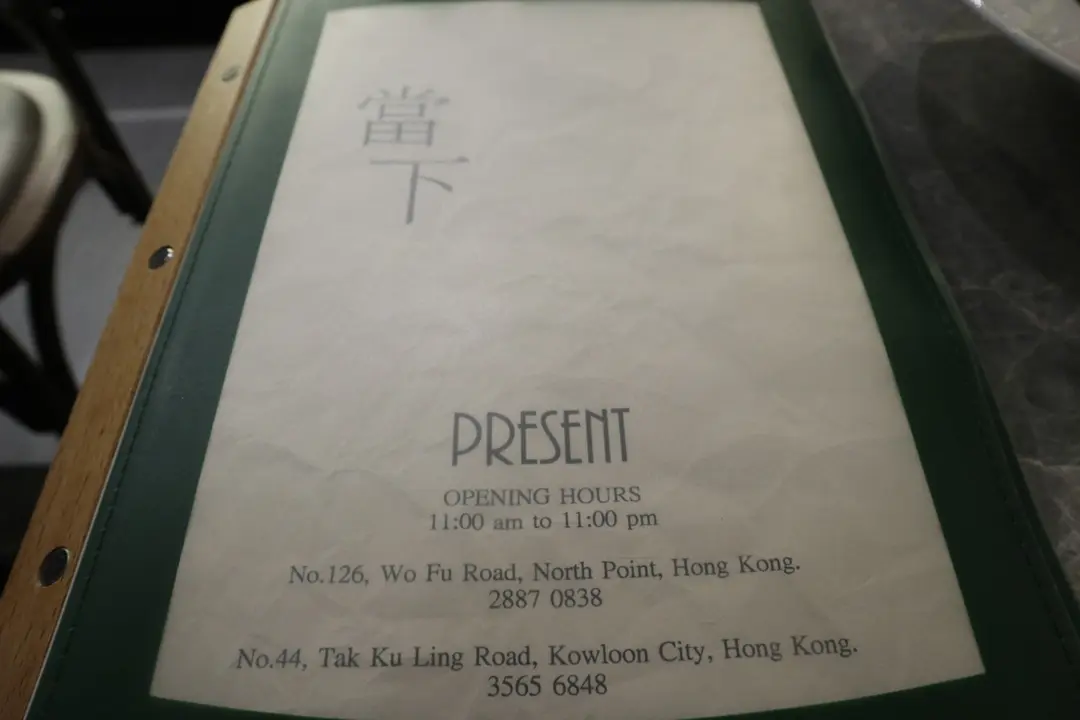 當
下
PRESENT
OPENING HOURS
11:00 am to 11:00 pm
No.126, Wo Fu Road, North Point, Hong Kong.
2887 0838
No.44, Tak Ku Ling Road, Kowloon City, Hong Kong.
3565 6848